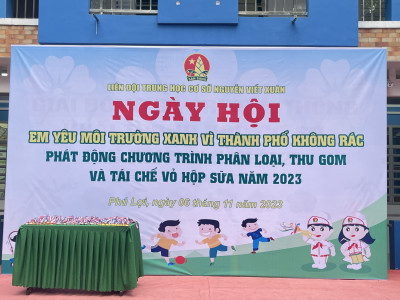 LIÊN ĐỘI TRUNG HỌC CƠ SỞ NGUYỄN VIẾT XUÂN
NGÀY HỘI
EM YÊU MÔI TRƯỜNG XANH VÌ THÀNH PHỐ KHÔNG RÁC
PHÁT ĐỘNG CHƯƠNG TRÌNH PHÂN LOẠI, THU GOM
VÀ TÁI CHẾ VỎ HỘP SỮA NĂM 2023
Phú Lợi, ngày 06 tháng 11 năm 2023